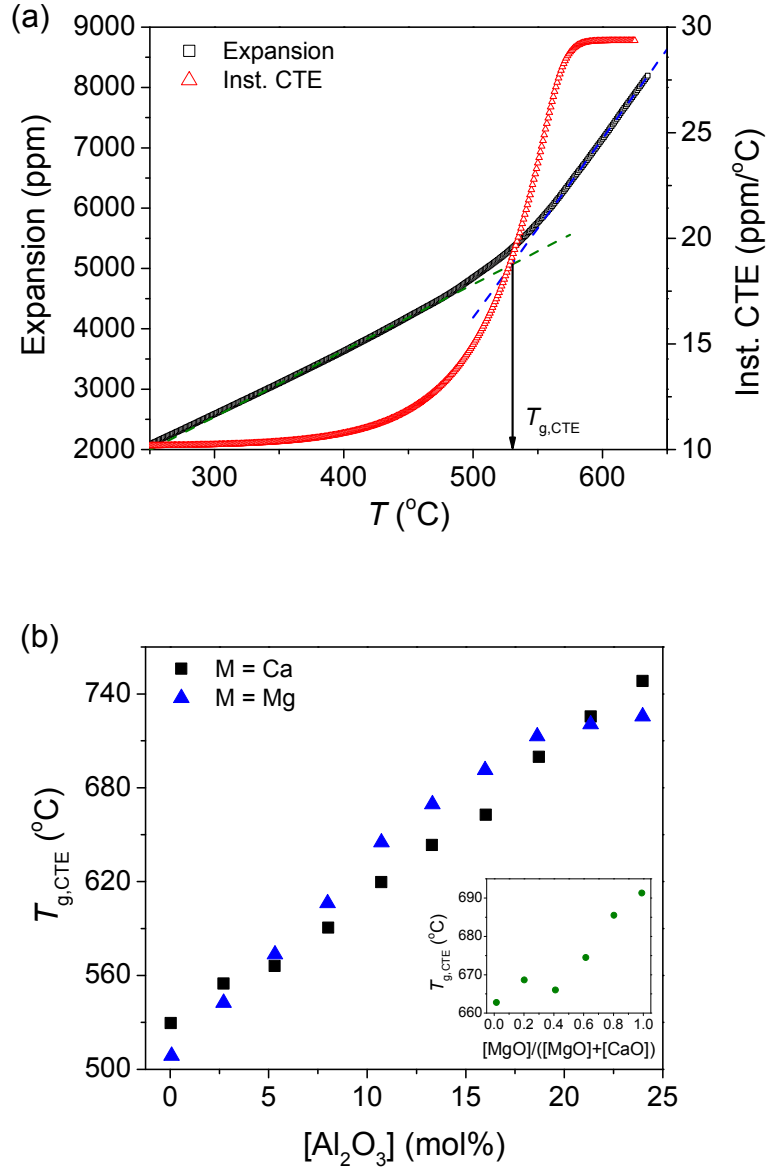 (a)
9000
8000
7000
6000
5000
4000
3000
2000
Expansion (ppm)
Expansion
Inst. CTE
30
25
20
15
10
Inst. CTE (ppm/°C)
T_g,CTE
300 400 500 600
T (°C)
(b)
740
680
620
560
500
T_g,CTE (°C)
M = Ca
M = Mg
690
680
670
660
T_g,CTE (°C)
0.0 0.2 0.4 0.6 0.8 1.0
[MgO]/([MgO]+[CaO])
0 5 10 15 20 25
[Al₂O₃] (mol%)